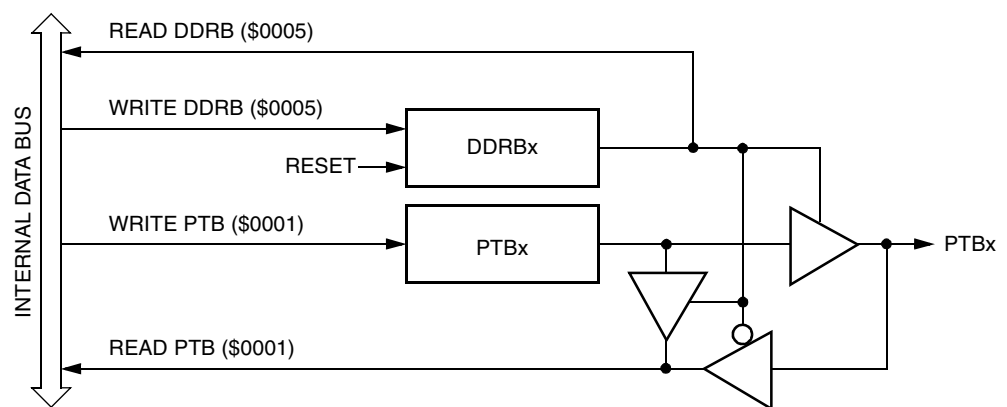 READ DDRB ($0005)
WRITE DDRB ($0005)
DDRBx
RESET
WRITE PTB ($0001)
PTBx
PTBx
READ PTB ($0001)
INTERNAL DATA BUS